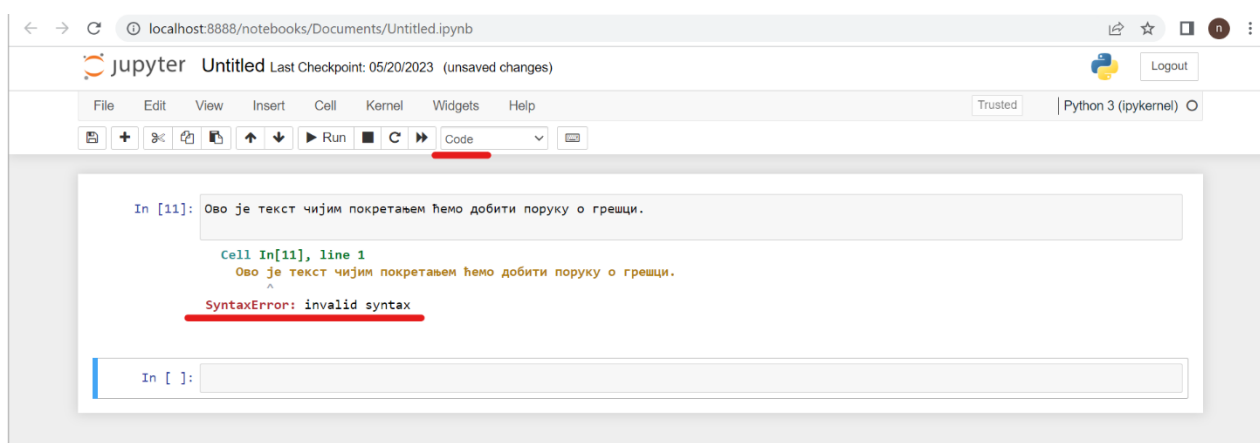 localhost:8888/notebooks/Documents/Untitled.ipynb
n
jupyter Untitled Last Checkpoint: 05/20/2023 (unsaved changes)
Logout
File Edit View Insert Cell Kernel Widgets Help
Trusted Python 3 (ipykernel)
Run Code
In [11]: Ово је текст чијим покретањем ћемо добити поруку о грешци.
Cell In[11], line 1
Ово је текст чијим покретањем ћемо добити поруку о грешци.
^
SyntaxError: invalid syntax
In [ ]: